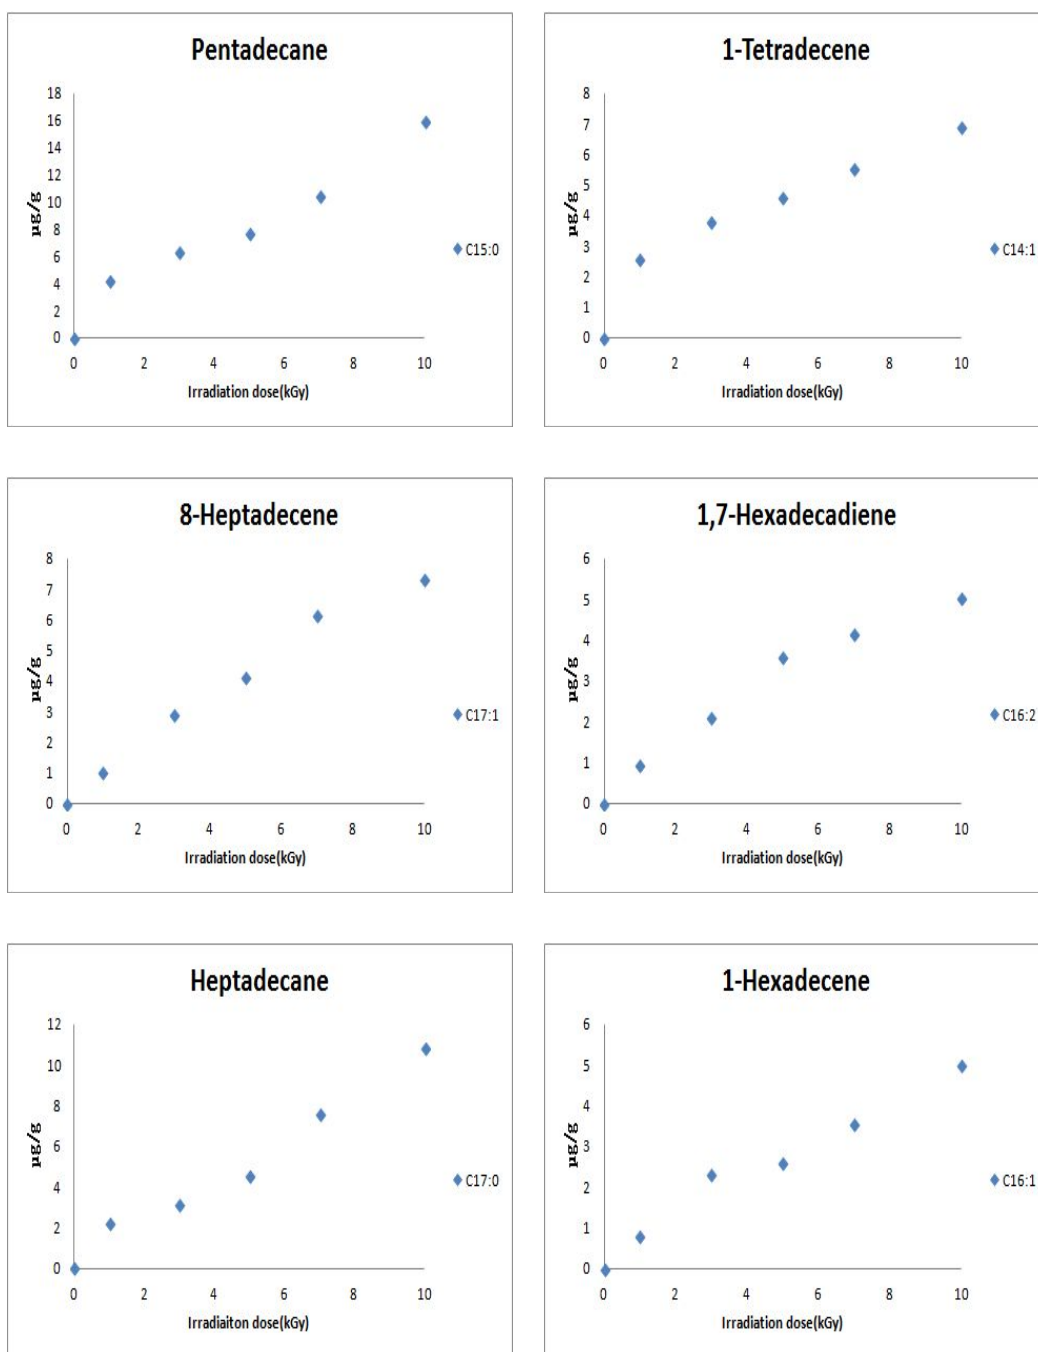 Pentadecane
18
16
14
12
10
8
6
4
2
0
µg/g
C15:0
0 2 4 6 8 10
Irradiation dose(kGy)
1-Tetradecene
8
7
6
5
4
3
2
1
0
µg/g
C14:1
0 2 4 6 8 10
Irradiation dose(kGy)
8-Heptadecene
8
7
6
5
4
3
2
1
0
µg/g
C17:1
0 2 4 6 8 10
Irradiation dose(kGy)
1,7-Hexadecadiene
6
5
4
3
2
1
0
µg/g
C16:2
0 2 4 6 8 10
Irradiation dose(kGy)
Heptadecane
12
10
8
6
4
2
0
µg/g
C17:0
0 2 4 6 8 10
Irradiaiton dose(kGy)
1-Hexadecene
6
5
4
3
2
1
0
µg/g
C16:1
0 2 4 6 8 10
Irradiation dose(kGy)